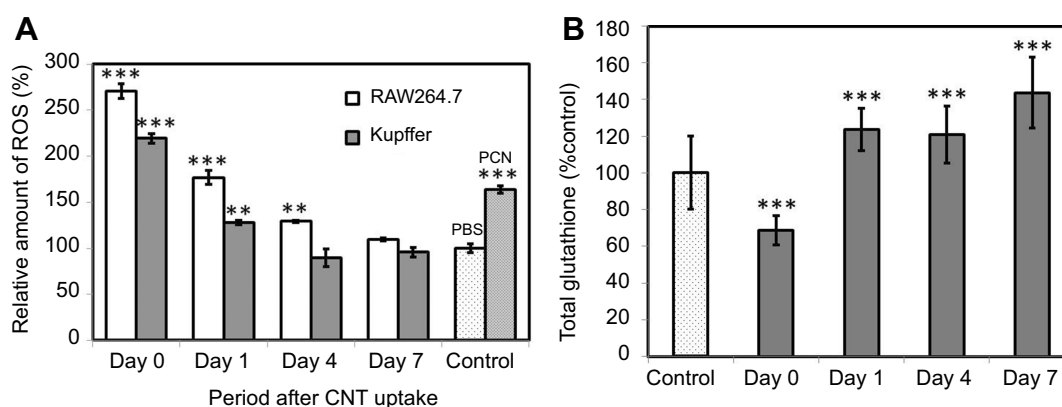 A
Relative amount of ROS (%)
300
250
200
150
100
50
0
***
***
***
**
**
PCN
***
PBS
RAW264.7
Kupffer
Day 0 Day 1 Day 4 Day 7 Control
Period after CNT uptake
B
Total glutathione (%control)
180
160
140
120
100
80
60
40
20
0
***
***
***
***
Control Day 0 Day 1 Day 4 Day 7